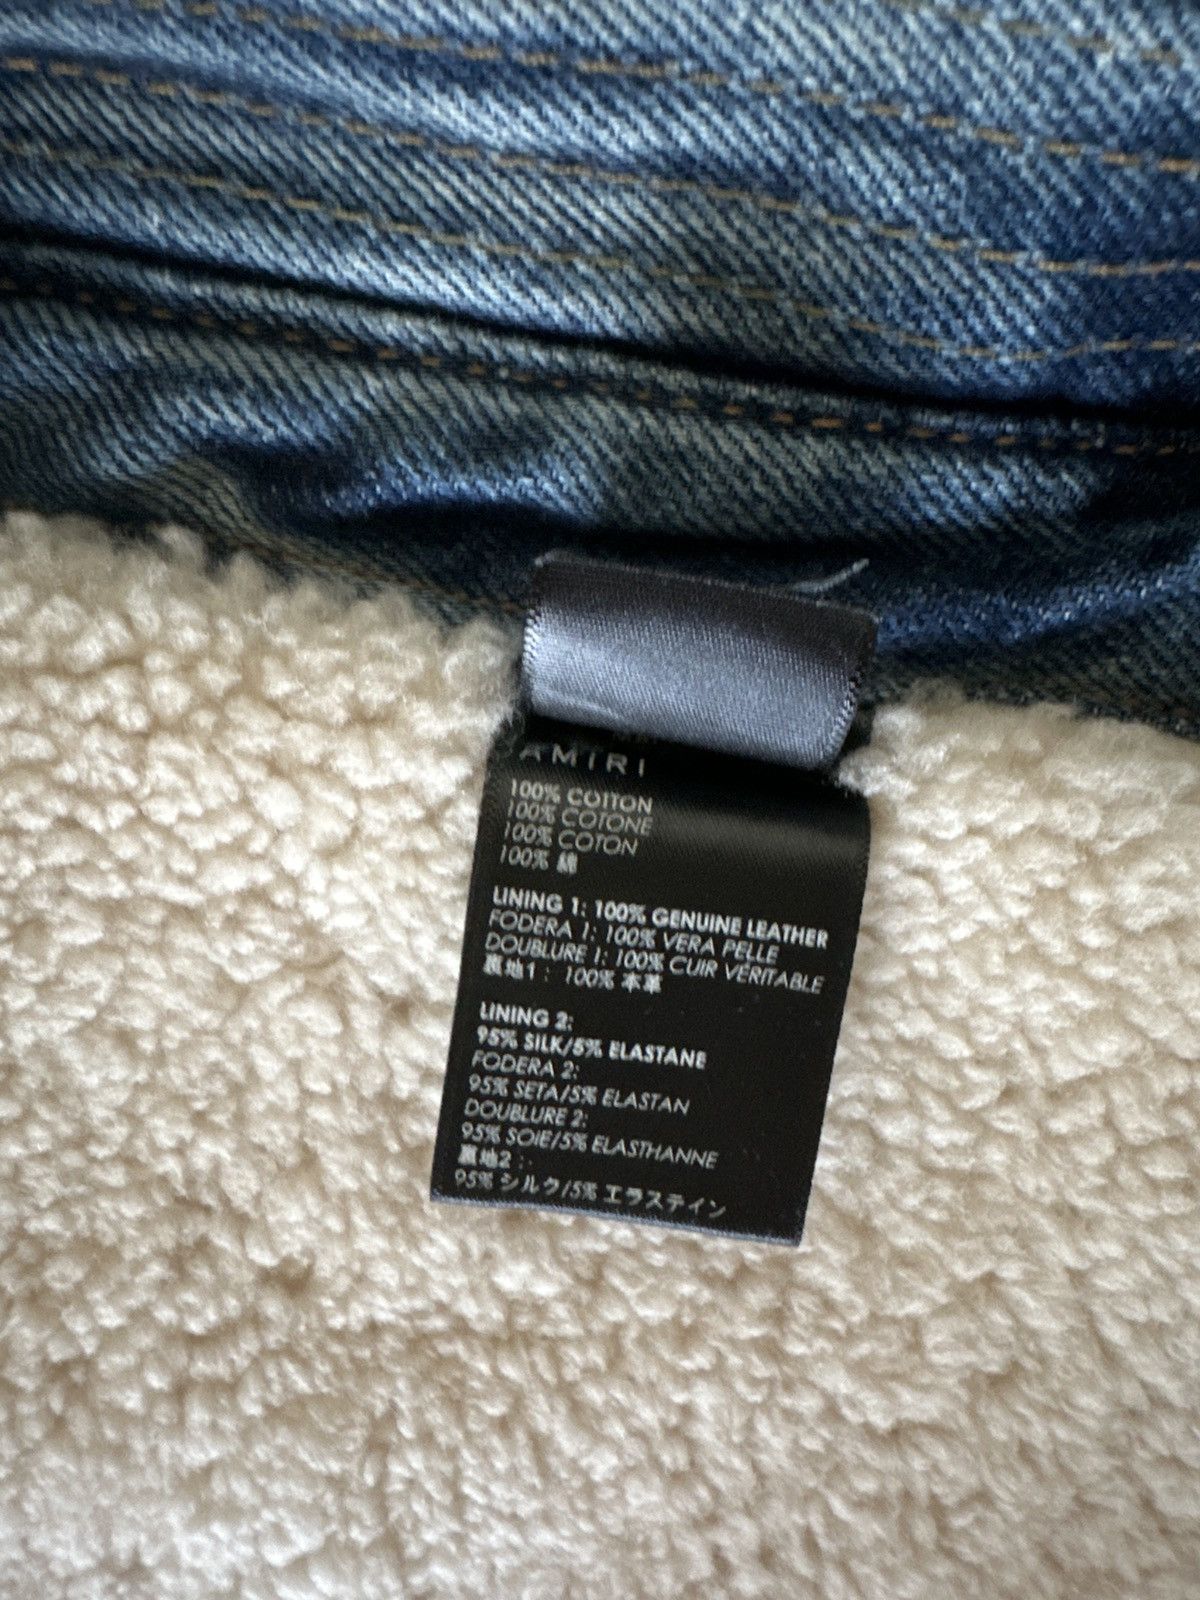 AMIRI
100% COTTON
100% COTONE
100% COTON
100% 綿
LINING 1: 100% GENUINE LEATHER
FODERA 1: 100% VERA PELLE
DOUBLURE 1: 100% CUIR VÉRITABLE
裏地1： 100% 本革
LINING 2:
95% SILK/5% ELASTANE
FODERA 2:
95% SETA/5% ELASTAN
DOUBLURE 2:
95% SOIE/5% ELASTHANNE
裏地2：
95% シルク/5% エラステイン